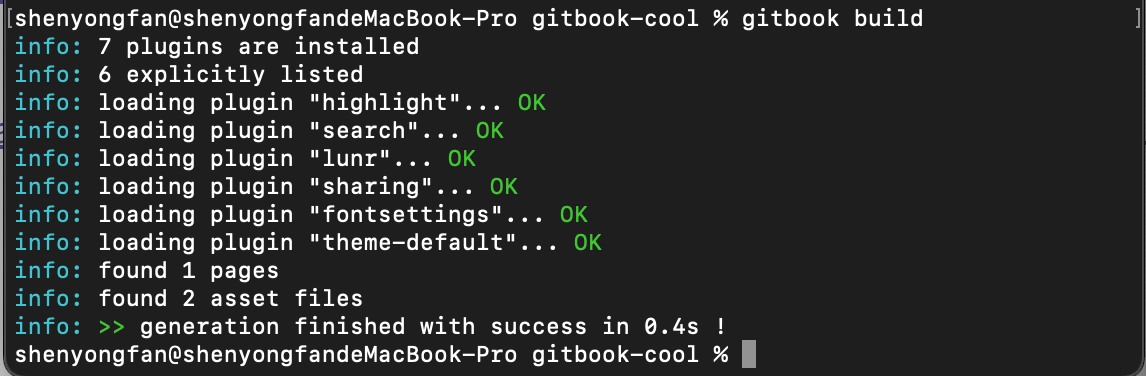 [shenyongfan@shenyongfandeMacBook-Pro gitbook-cool % gitbook build ]
info: 7 plugins are installed
info: 6 explicitly listed
info: loading plugin "highlight"... OK
info: loading plugin "search"... OK
info: loading plugin "lunr"... OK
info: loading plugin "sharing"... OK
info: loading plugin "fontsettings"... OK
info: loading plugin "theme-default"... OK
info: found 1 pages
info: found 2 asset files
info: >> generation finished with success in 0.4s !
shenyongfan@shenyongfandeMacBook-Pro gitbook-cool %